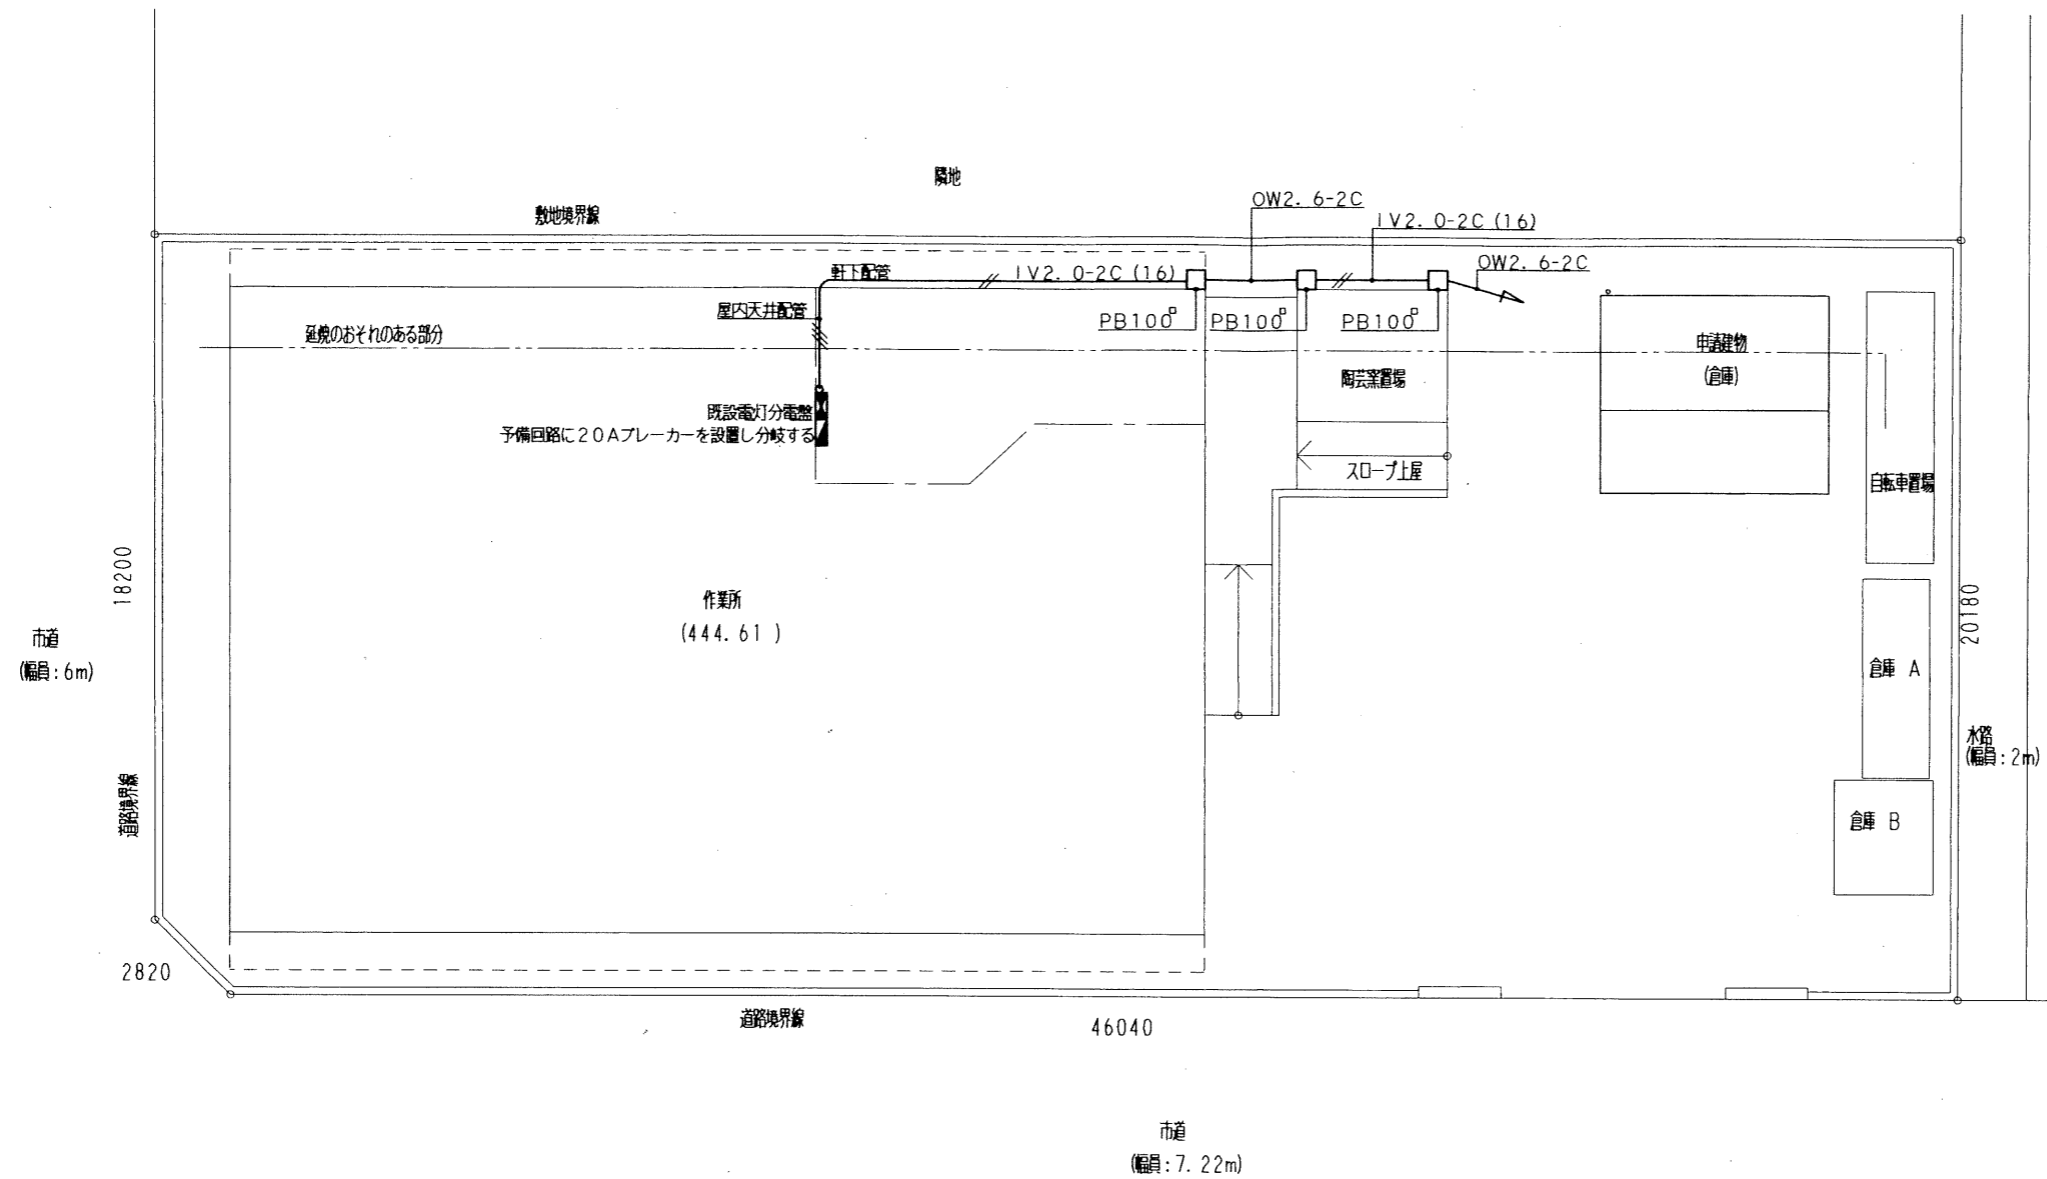 隣地
OW2.6-2C
敷地境界線
IV2.0-2C(16)
OW2.6-2C
軒下配管
IV2.0-2C(16)
屋内天井配管
PB100□
PB100□
PB100□
延焼のおそれのある部分
申請建物
(倉庫)
陶芸窯置場
既設電灯分電盤
予備回路に20Aブレーカーを設置し分岐する
スロープ上屋
自転車置場
18200
作業所
(444.61 )
20180
市道
(幅員:6m)
倉庫 A
水路
(幅員:2m)
道路境界線
倉庫 B
2820
道路境界線
46040
市道
(幅員:7.22m)